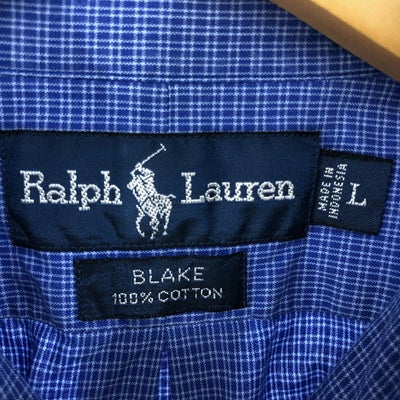 Ralph Lauren
MADE IN
INDONESIA
L
BLAKE
100% COTTON